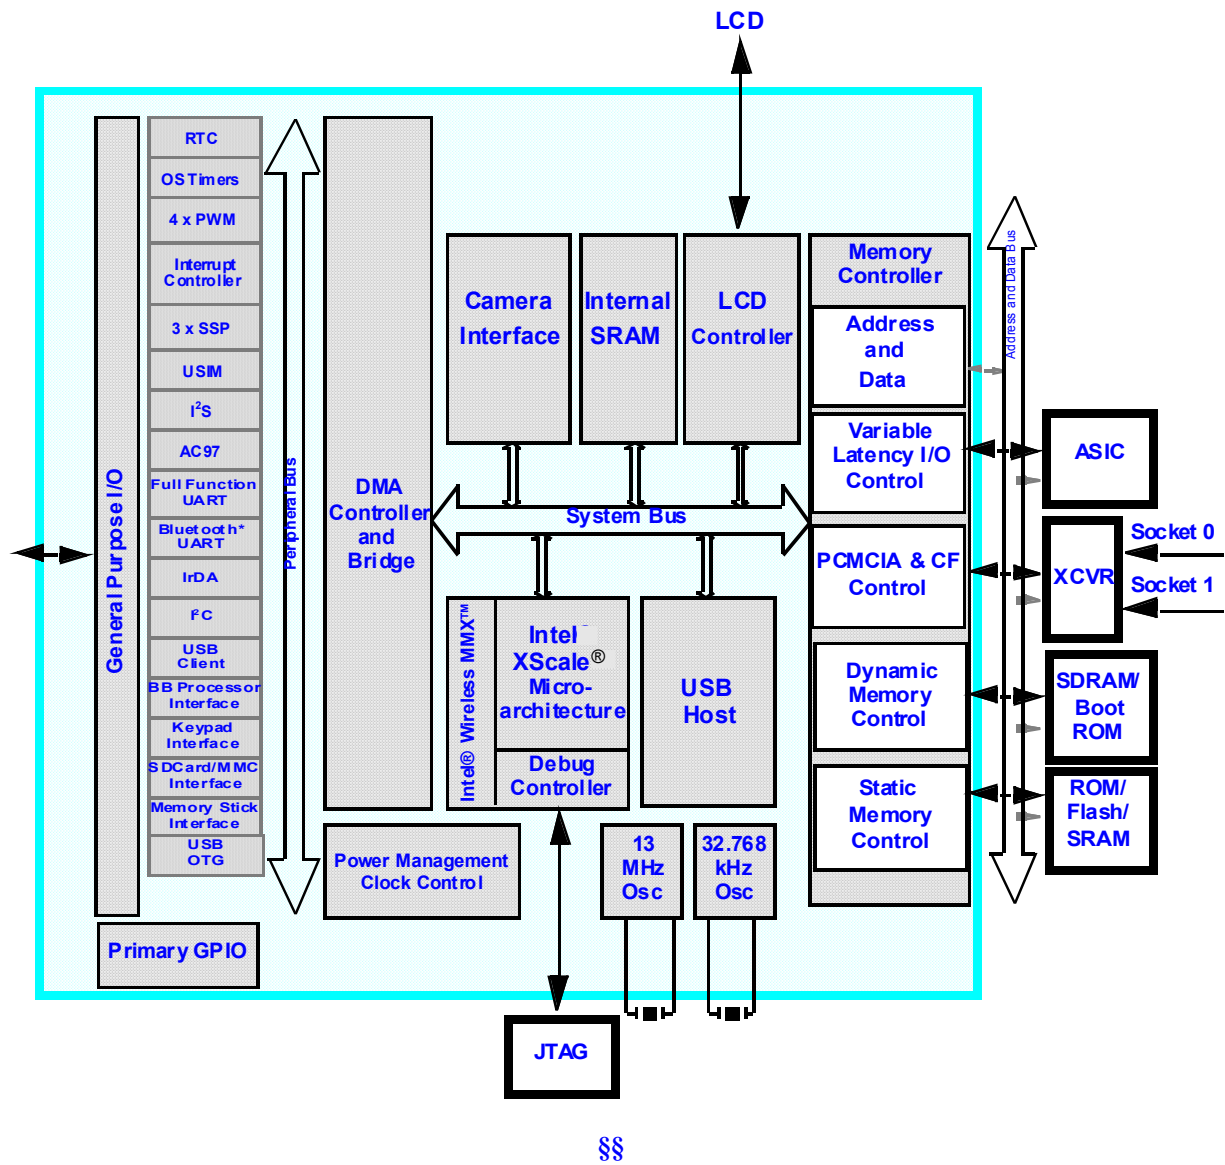 LCD
RTC
OS Timers
4 x PWM
Interrupt
Controller
3 x SSP
USIM
I²S
AC97
Full Function
UART
Bluetooth*
UART
IrDA
I²C
USB
Client
BB Processor
Interface
Keypad
Interface
SDCard/MMC
Interface
Memory Stick
Interface
USB
OTG
General Purpose I/O
Peripheral Bus
Primary GPIO
DMA
Controller
and
Bridge
Power Management
Clock Control
Camera
Interface
Internal
SRAM
LCD
Controller
System Bus
Intel® Wireless MMX™
Intel®
XScale®
Micro-
architecture
Debug
Controller
USB
Host
13
MHz
Osc
32.768
kHz
Osc
JTAG
Memory
Controller
Address
and
Data
Variable
Latency I/O
Control
PCMCIA & CF
Control
Dynamic
Memory
Control
Static
Memory
Control
Address and Data Bus
ASIC
XCVR
Socket 0
Socket 1
SDRAM/
Boot
ROM
ROM/
Flash/
SRAM
§§